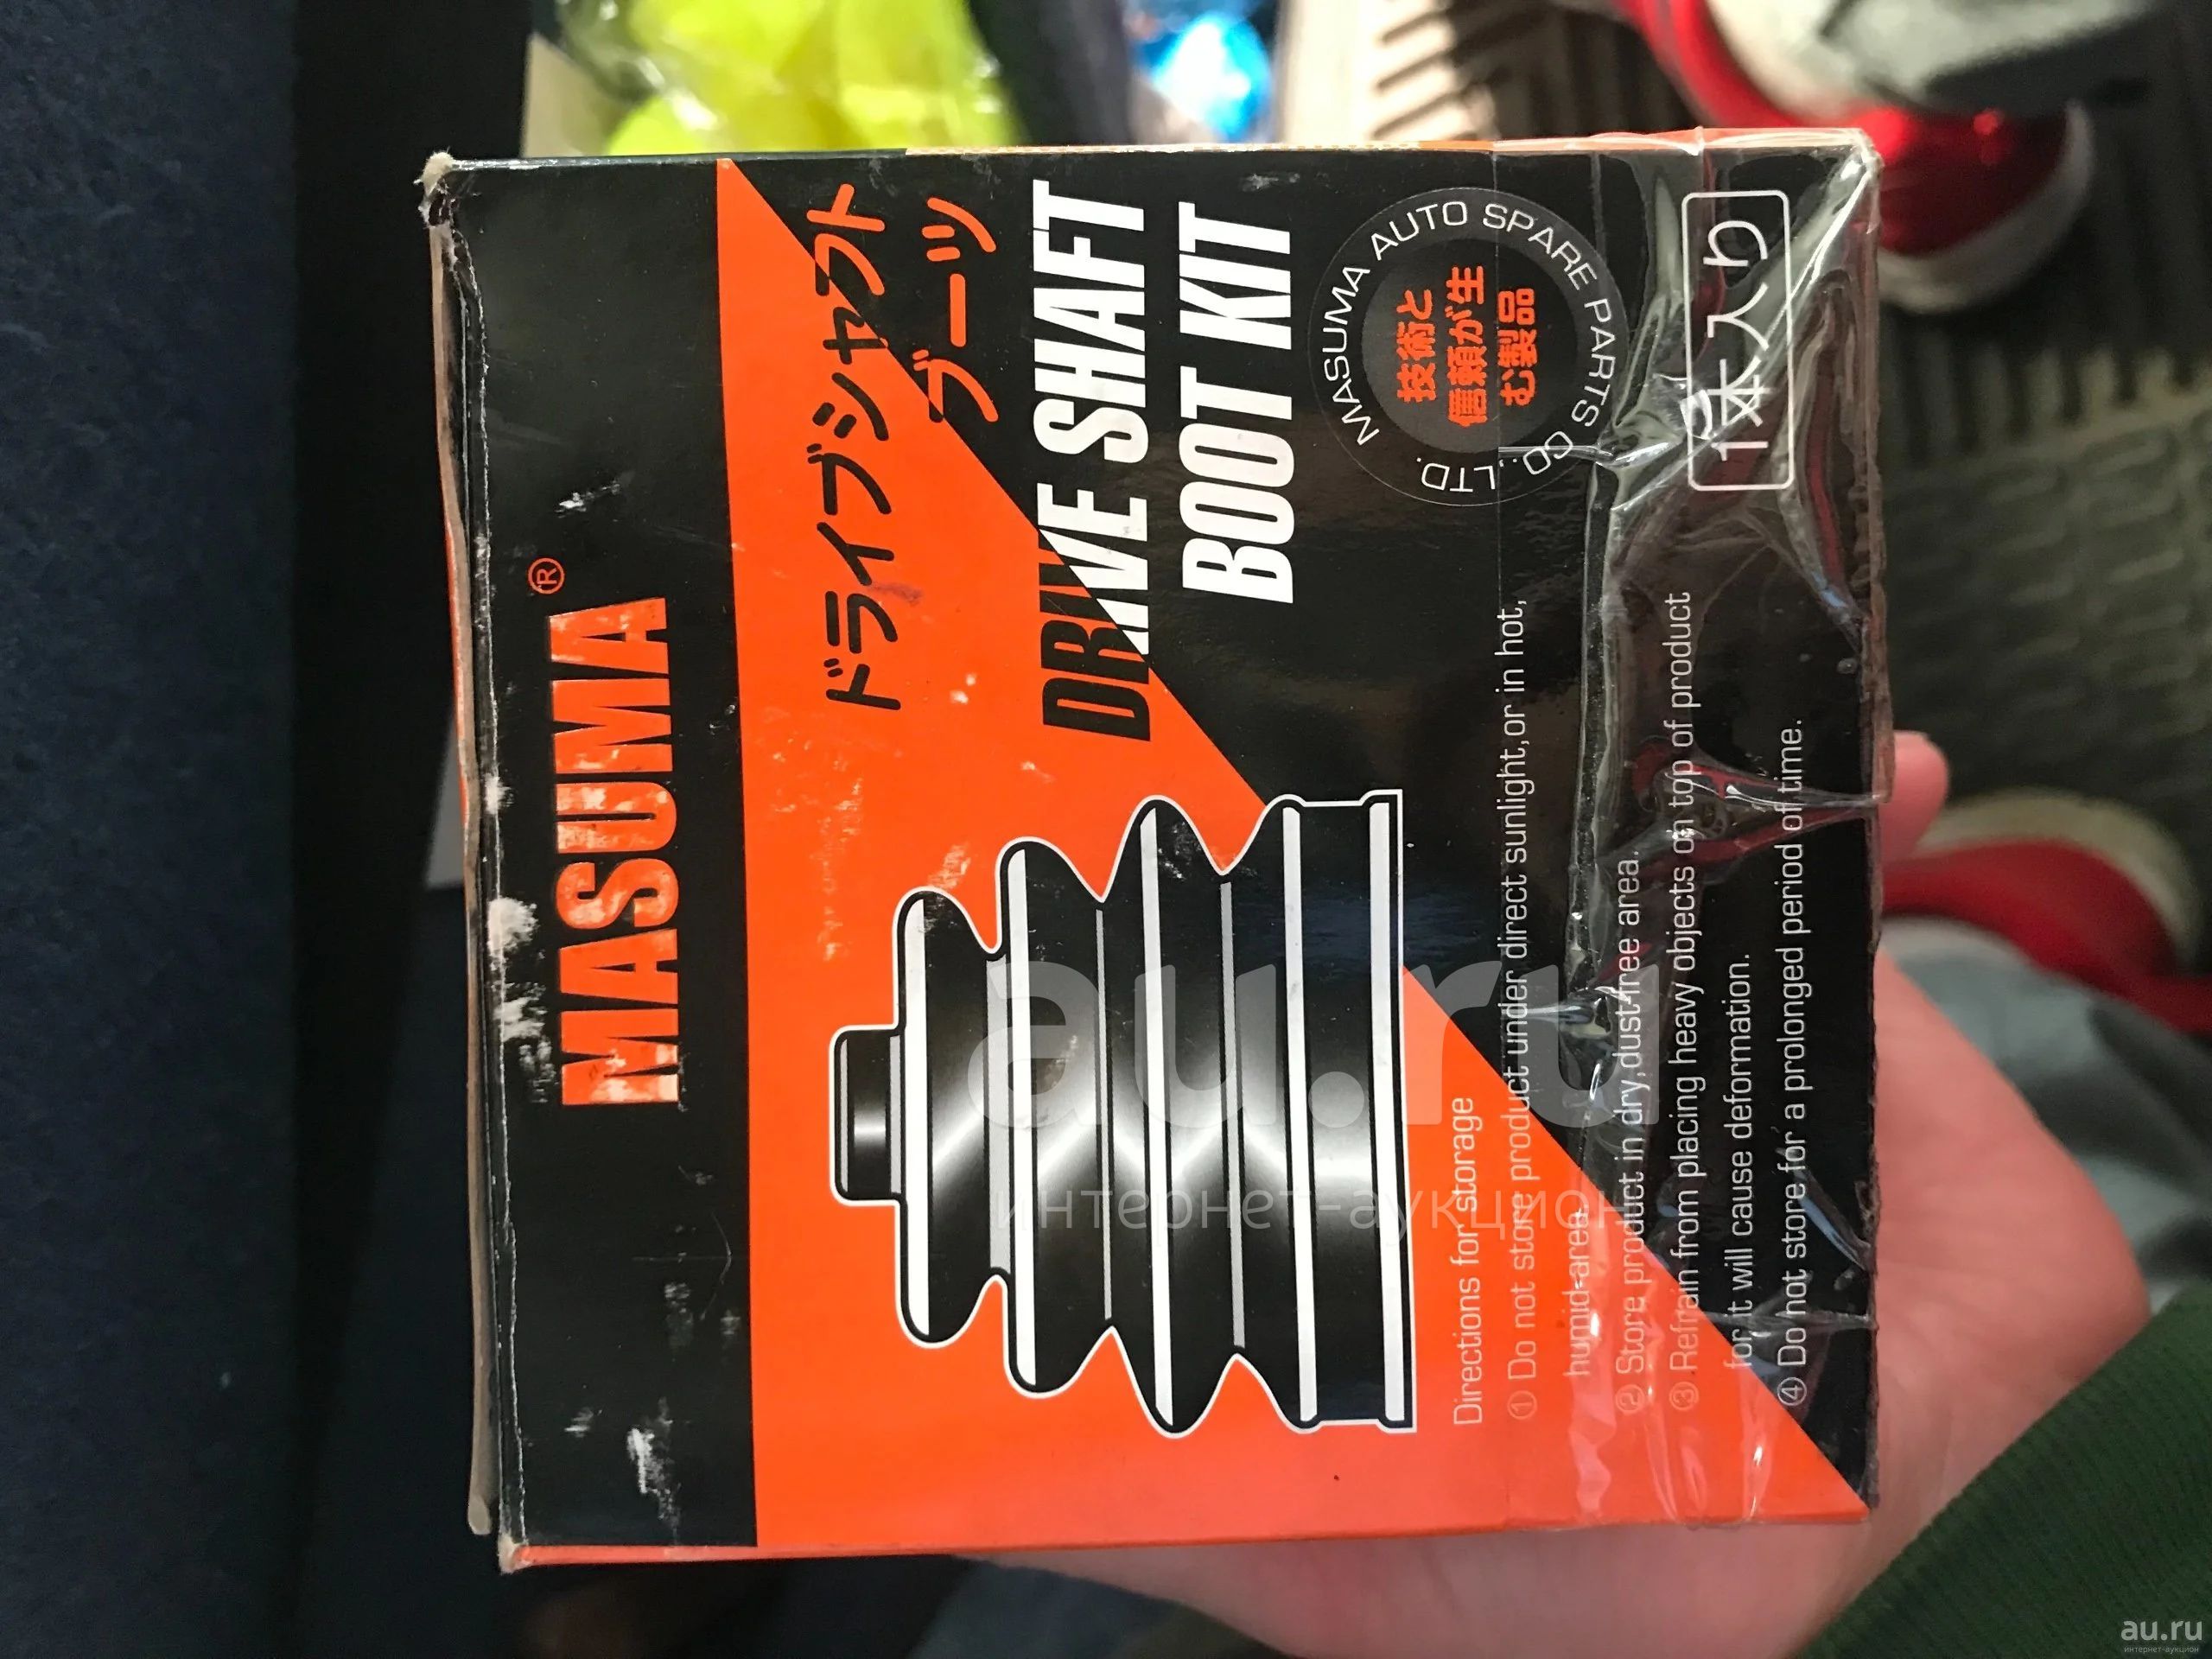 MASUMA®
ドライブシャフト
ブーツ
DRIVE SHAFT
BOOT KIT
MASUMA AUTO SPARE PARTS CO.,LTD.
技術と
信頼が生
む製品
1本入り
Directions for storage
① Do not store product under direct sunlight,or in hot,
humid area.
② Store product in dry,dust-free area.
③ Refrain from placing heavy objects on top of product
for it will cause deformation.
④ Do not store for a prolonged period of time.
au.ru
интернет-аукцион
au.ru
интернет-аукцион